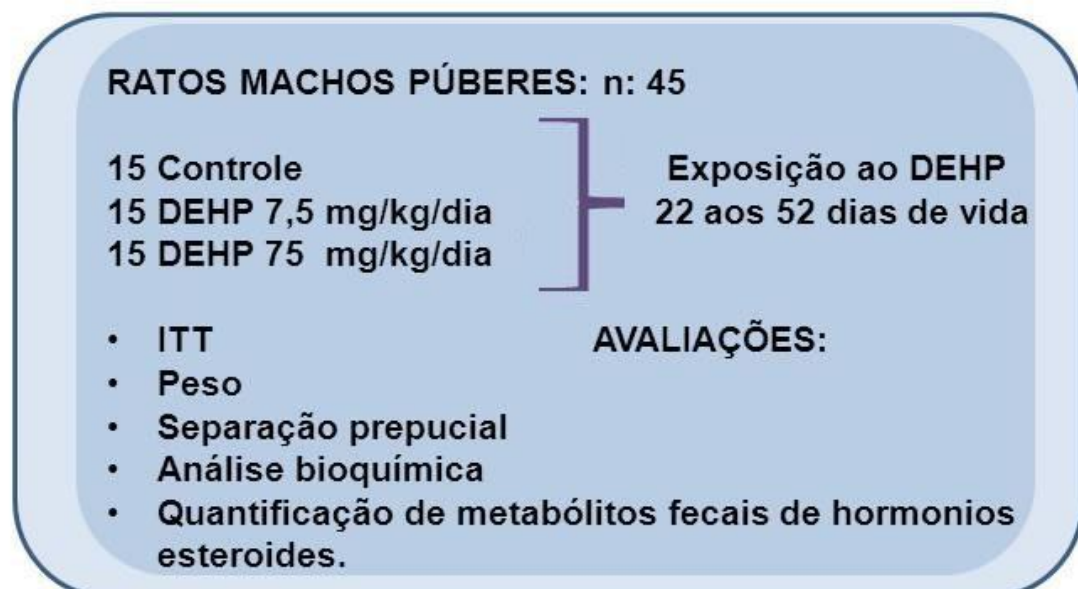 RATOS MACHOS PÚBERES: n: 45
15 Controle
15 DEHP 7,5 mg/kg/dia
15 DEHP 75 mg/kg/dia
Exposição ao DEHP
22 aos 52 dias de vida
AVALIAÇÕES:
• ITT
• Peso
• Separação prepucial
• Análise bioquímica
• Quantificação de metabólitos fecais de hormonios
esteroides.